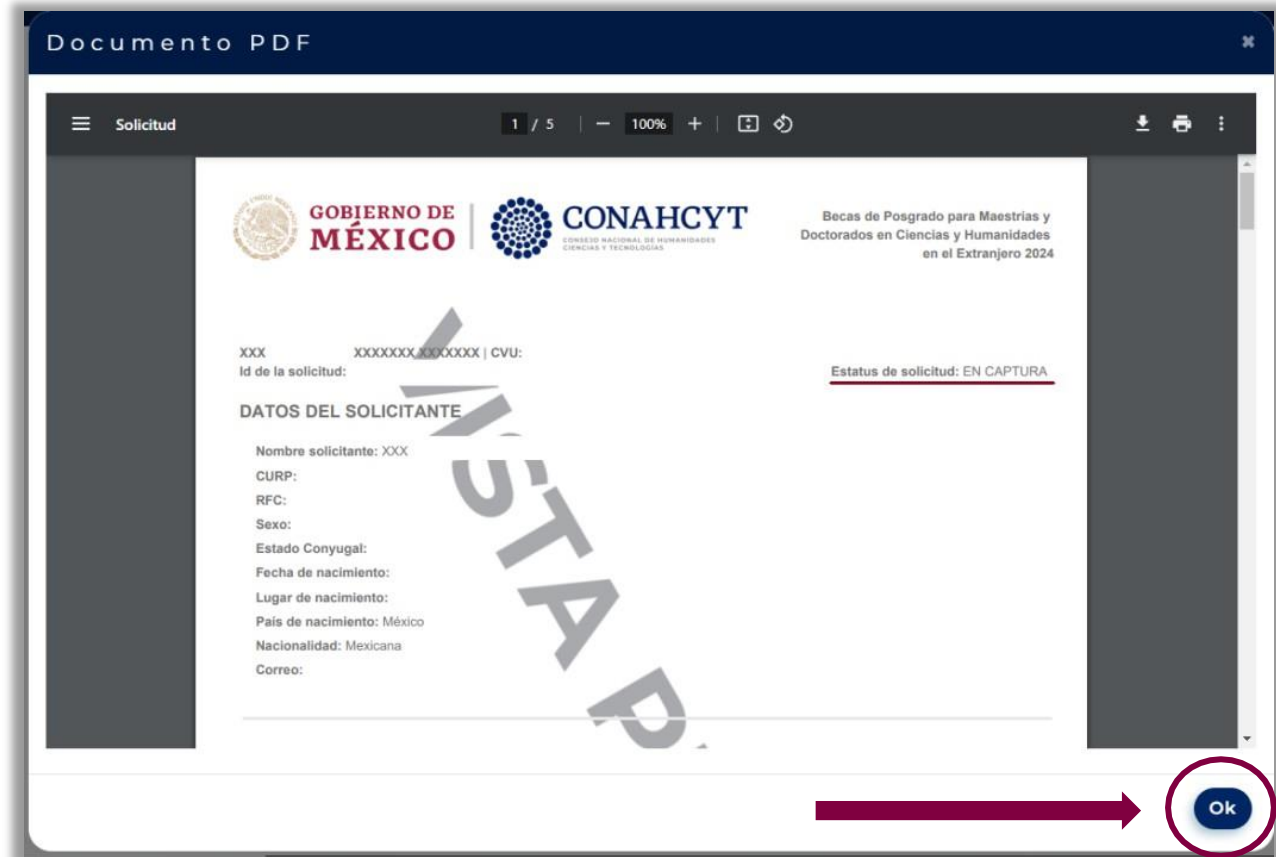 Documento PDF
Solicitud 1 / 5 100%
GOBIERNO DE
MÉXICO
CONAHCYT
CONSEJO NACIONAL DE HUMANIDADES
CIENCIAS Y TECNOLOGÍAS
Becas de Posgrado para Maestrías y
Doctorados en Ciencias y Humanidades
en el Extranjero 2024
XXX XXXXXXX XXXXXXX | CVU:
Id de la solicitud:
Estatus de solicitud: EN CAPTURA
DATOS DEL SOLICITANTE
Nombre solicitante: XXX
CURP:
RFC:
Sexo:
Estado Conyugal:
Fecha de nacimiento:
Lugar de nacimiento:
País de nacimiento: México
Nacionalidad: Mexicana
Correo:
VISTA P
Ok